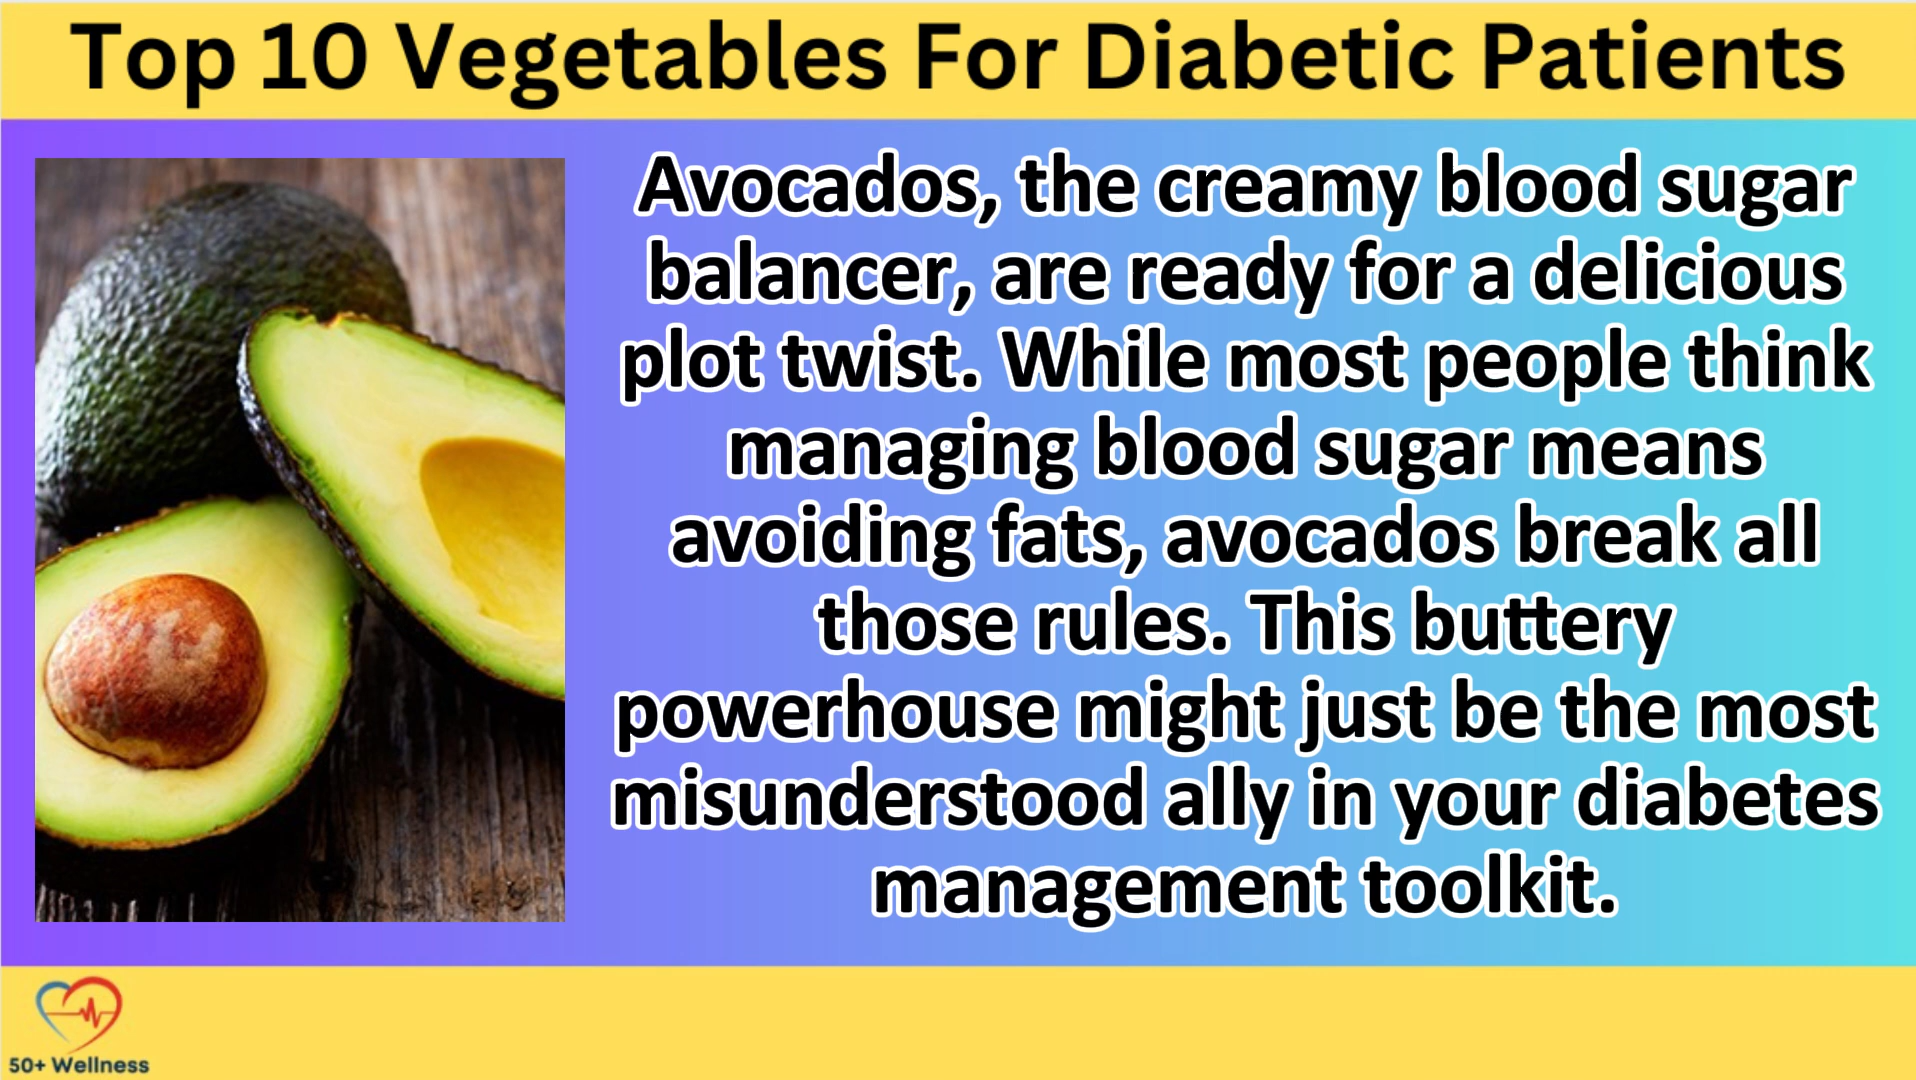 Top 10 Vegetables For Diabetic Patients
Avocados, the creamy blood sugar
balancer, are ready for a delicious
plot twist. While most people think
managing blood sugar means
avoiding fats, avocados break all
those rules. This buttery
powerhouse might just be the most
misunderstood ally in your diabetes
management toolkit.
50+ Wellness